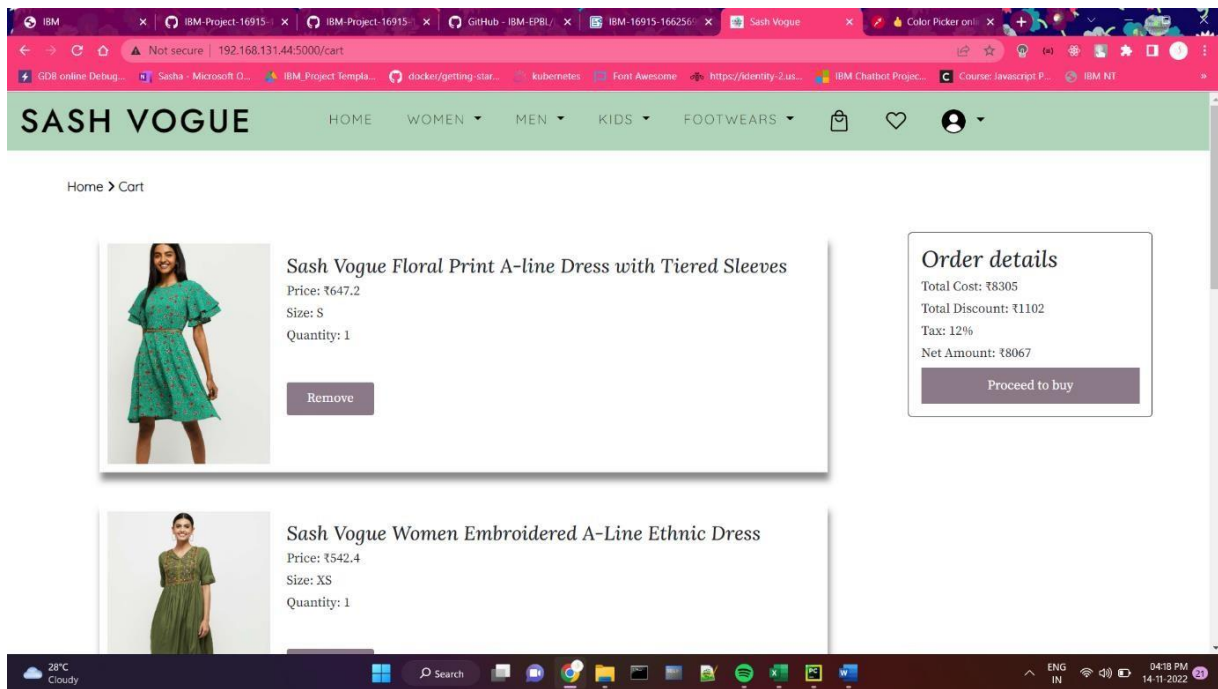 IBM
IBM-Project-16915-
IBM-Project-16915-
GitHub - IBM-EPBL/
IBM-16915-166256
Sash Vogue
Color Picker onli
Not secure | 192.168.131.44:5000/cart
GDB online Debug...
Sasha - Microsoft O...
IBM_Project Templa...
docker/getting-star...
kubernetes
Font Awesome
https://identity-2.us...
IBM Chatbot Projec...
Course: Javascript P...
IBM NT
SASH VOGUE
HOME
WOMEN
MEN
KIDS
FOOTWEARS
Home > Cart
Sash Vogue Floral Print A-line Dress with Tiered Sleeves
Price: ₹647.2
Size: S
Quantity: 1
Remove
Order details
Total Cost: ₹8305
Total Discount: ₹1102
Tax: 12%
Net Amount: ₹8067
Proceed to buy
Sash Vogue Women Embroidered A-Line Ethnic Dress
Price: ₹542.4
Size: XS
Quantity: 1
28°C
Cloudy
Search
ENG
IN
04:18 PM
14-11-2022
21